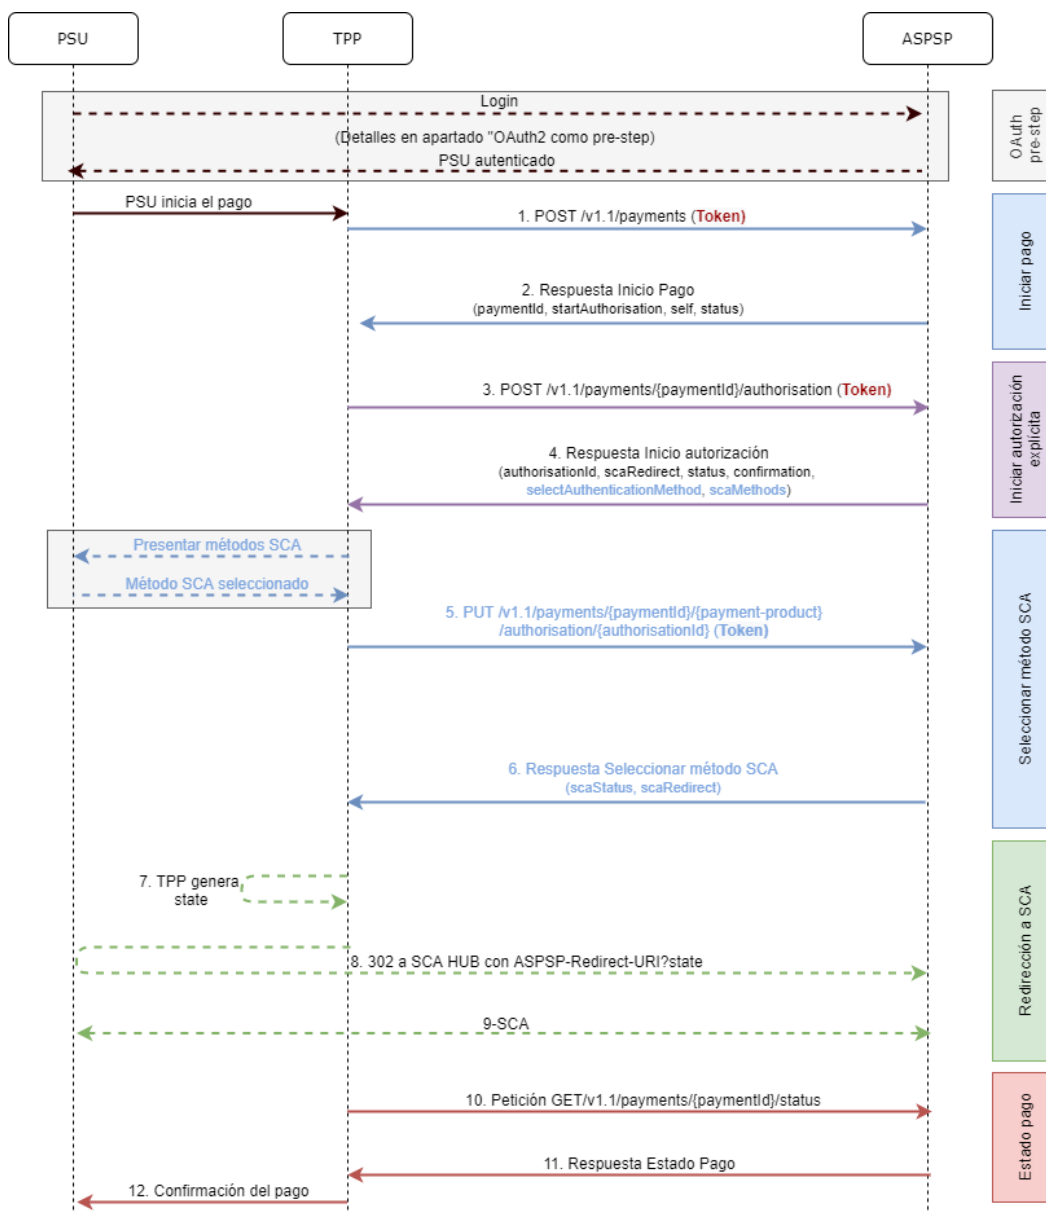 PSU
TPP
ASPSP
Login
(Detalles en apartado "OAuth2 como pre-step)
PSU autenticado
OAuth
pre-step
PSU inicia el pago
1. POST /v1.1/payments (Token)
2. Respuesta Inicio Pago
(paymentId, startAuthorisation, self, status)
Iniciar pago
3. POST /v1.1/payments/{paymentId}/authorisation (Token)
4. Respuesta Inicio autorización
(authorisationId, scaRedirect, status, confirmation,
selectAuthenticationMethod, scaMethods)
Iniciar autorización
explícita
Presentar métodos SCA
Método SCA seleccionado
5. PUT /v1.1/payments/{paymentId}/{payment-product}
/authorisation/{authorisationId} (Token)
6. Respuesta Seleccionar método SCA
(scaStatus, scaRedirect)
Seleccionar método SCA
7. TPP genera
state
8. 302 a SCA HUB con ASPSP-Redirect-URI?state
9-SCA
Redirección a SCA
10. Petición GET/v1.1/payments/{paymentId}/status
11. Respuesta Estado Pago
12. Confirmación del pago
Estado pago